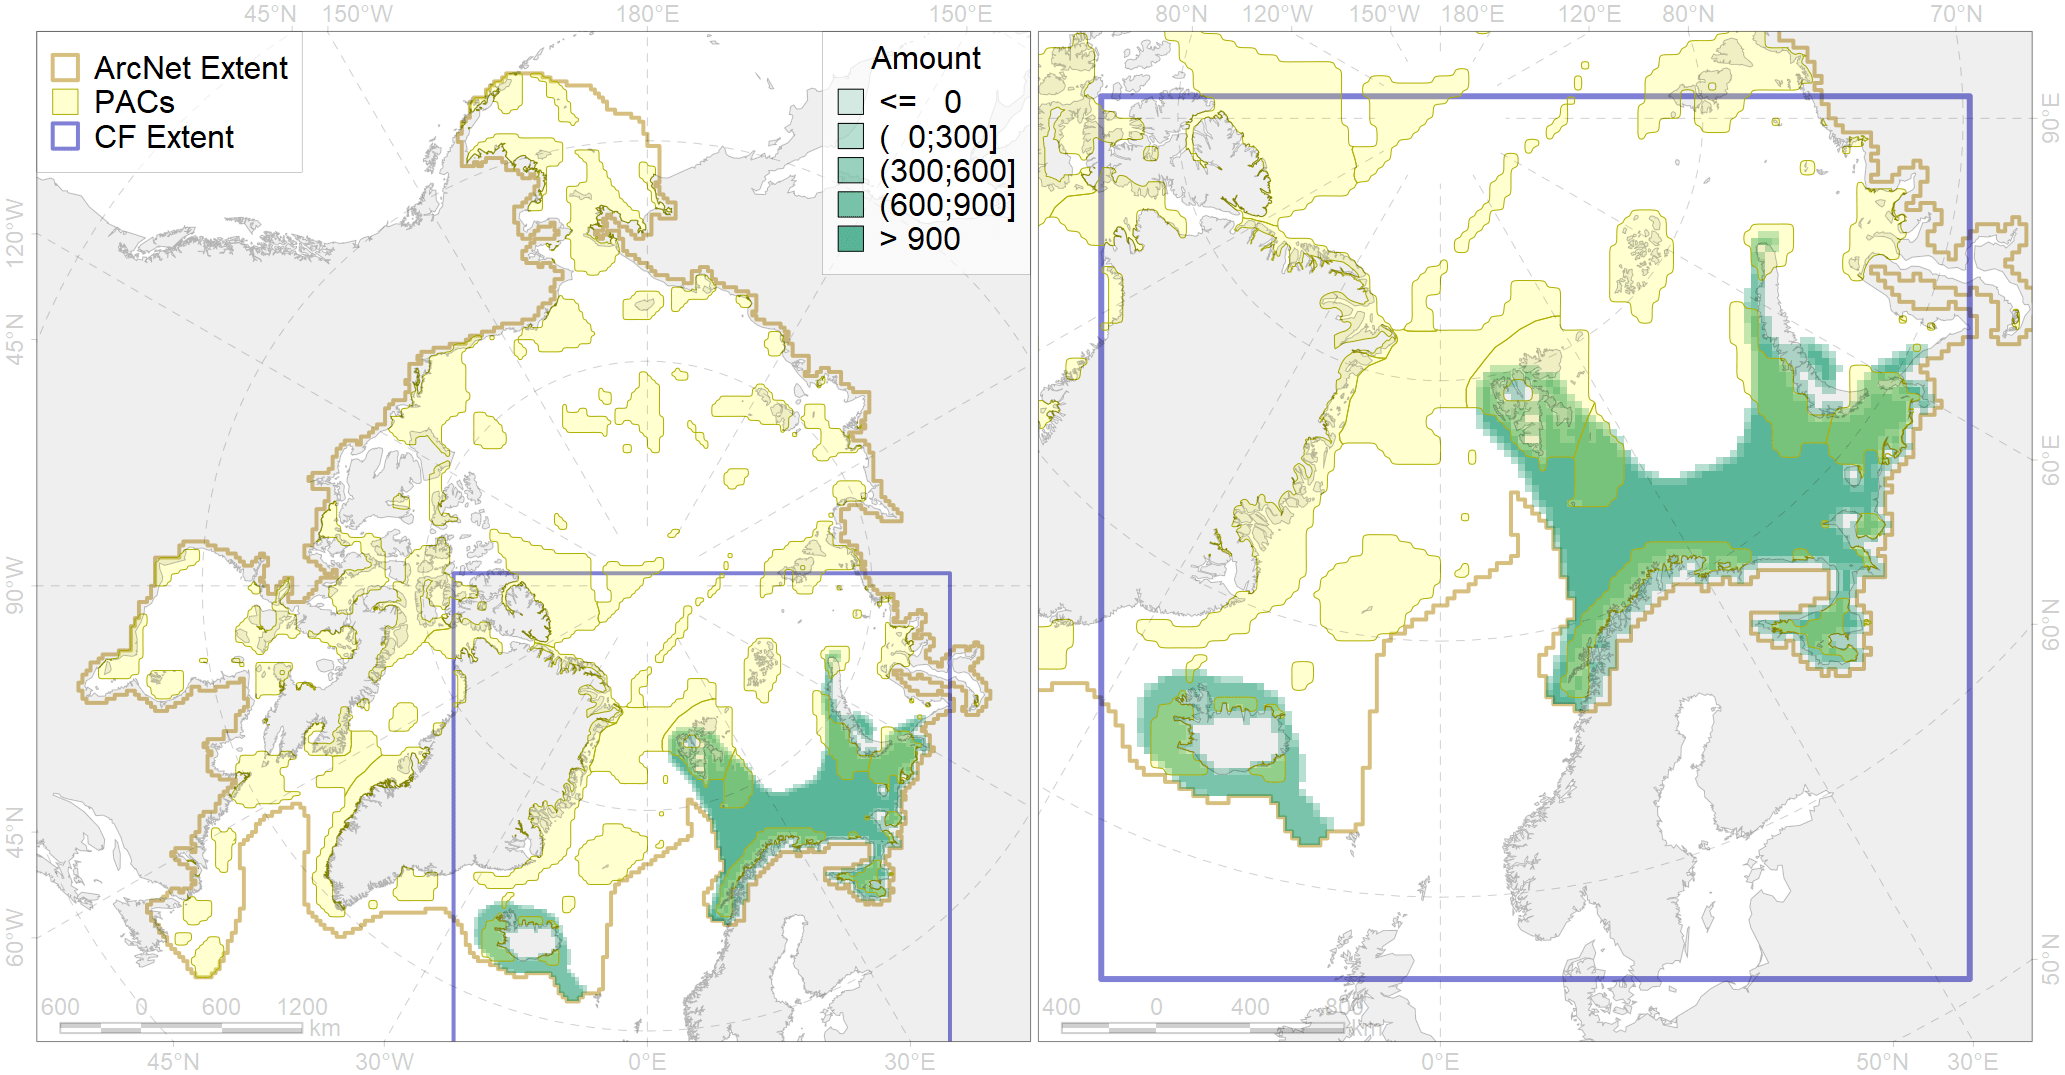 45°N 150°W 180°E 150°E
80°N 120°W 150°W 180°E 120°E 80°N 70°N
ArcNet Extent
PACs
CF Extent
Amount
<= 0
( 0;300]
(300;600]
(600;900]
> 900
120°W
45°N
90°W
45°N
60°W
90°E
60°E
60°N
50°N
600 0 600 1200
km
400 0 400 800
km
45°N 30°W 0°E 30°E
0°E 50°N 30°E